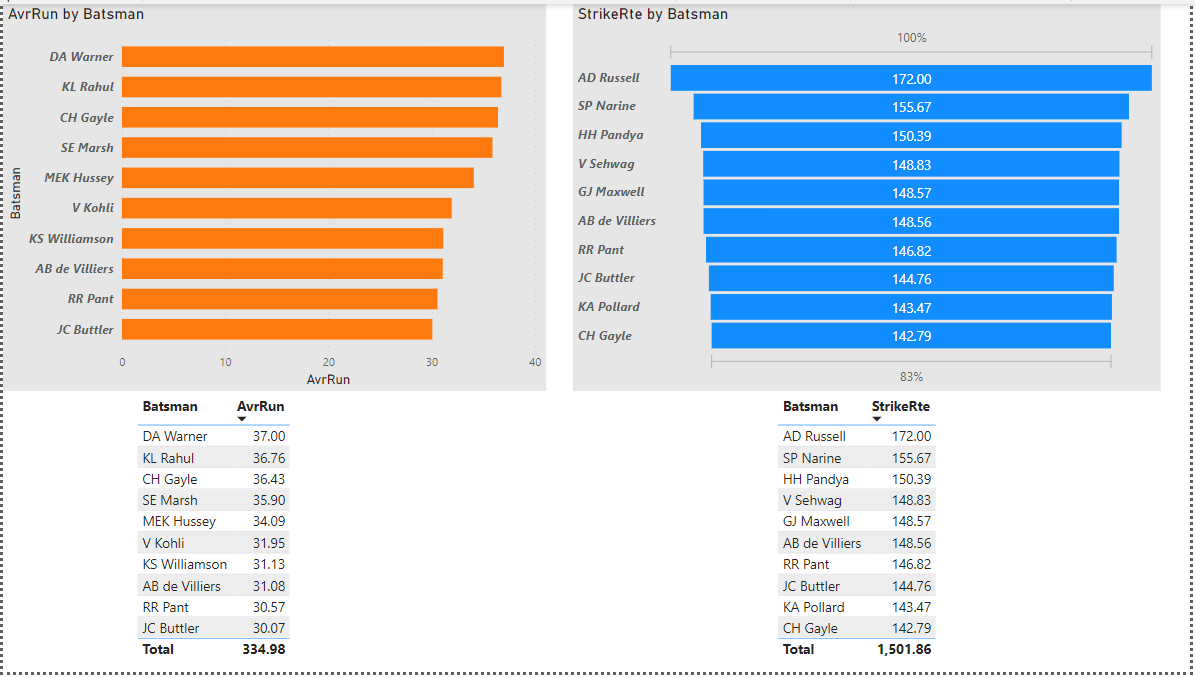 AvrRun by Batsman
Batsman
DA Warner
KL Rahul
CH Gayle
SE Marsh
MEK Hussey
V Kohli
KS Williamson
AB de Villiers
RR Pant
JC Buttler
0 10 20 30 40
AvrRun
StrikeRte by Batsman
100%
AD Russell 172.00
SP Narine 155.67
HH Pandya 150.39
V Sehwag 148.83
GJ Maxwell 148.57
AB de Villiers 148.56
RR Pant 146.82
JC Buttler 144.76
KA Pollard 143.47
CH Gayle 142.79
83%
Batsman AvrRun
DA Warner 37.00
KL Rahul 36.76
CH Gayle 36.43
SE Marsh 35.90
MEK Hussey 34.09
V Kohli 31.95
KS Williamson 31.13
AB de Villiers 31.08
RR Pant 30.57
JC Buttler 30.07
Total 334.98
Batsman StrikeRte
AD Russell 172.00
SP Narine 155.67
HH Pandya 150.39
V Sehwag 148.83
GJ Maxwell 148.57
AB de Villiers 148.56
RR Pant 146.82
JC Buttler 144.76
KA Pollard 143.47
CH Gayle 142.79
Total 1,501.86